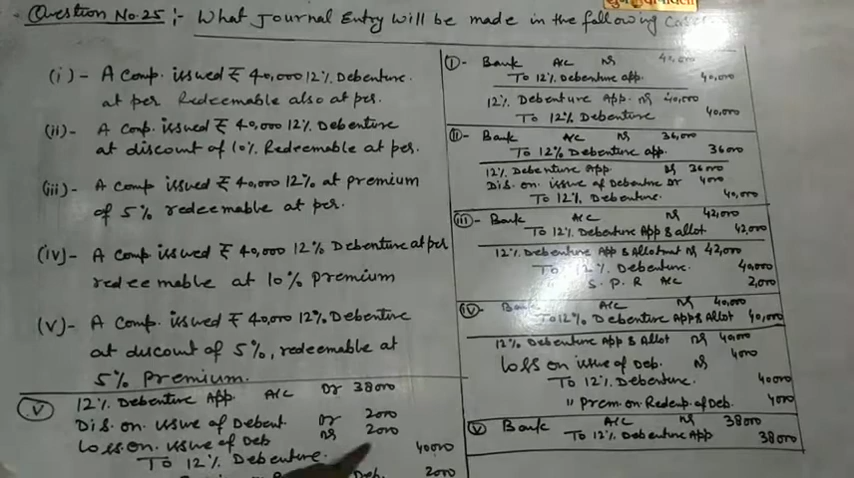 Question No. 25 :- What Journal Entry will be made in the following Cases
(i) - A Comp. issued ₹ 40,000 12% Debenture.
at per Redeemable also at per.
(ii) - A Comp. issued ₹ 40,000 12% Debenture
at discount of 10% Redeemable at per.
(iii) - A Comp issued ₹ 40,000 12% at premium
of 5% redeemable at per.
(iv) - A Comp issued ₹ 40,000 12% Debenture at per
redeemable at 10% Premium
(v) - A Comp. issued ₹ 40,000 12% Debenture
at discount of 5%, redeemable at
5% Premium.
(v) 12% Debenture App. A/C Dr 38000
Dis. on. issue of Debent. Dr 2000
Loss. on. issue of Deb Dr 2000
To 12% Debenture. 40000
Deb. 2000
(i) - Bank A/C Dr 40,000
To 12% Debenture app. 40,000
12% Debenture App. Dr 40,000
To 12% Debenture 40,000
(ii) - Bank A/C Dr 36,000
To 12% Debenture app. 36000
12% Debenture App. Dr 36000
Dis. on. issue of Debentre Dr 4000
To 12% Debenture. 40,000
(iii) - Bank A/C Dr 42,000
To 12% Debenture App & allot 42,000
12% Debenture App & Allotment Dr 42,000
To 12% Debenture. 40,000
" S. P. R A/C 2,000
(iv) - Bank A/C Dr 40,000
To 12% Debenture App & Allot 40,000
12% Debenture App & Allot Dr 40000
Loss on issue of Deb. Dr 4000
To 12% Debenture. 40000
" Prem. on. Redemp. of Deb. 4000
(v) Bank A/C Dr 38000
To 12% Debenture App 38000